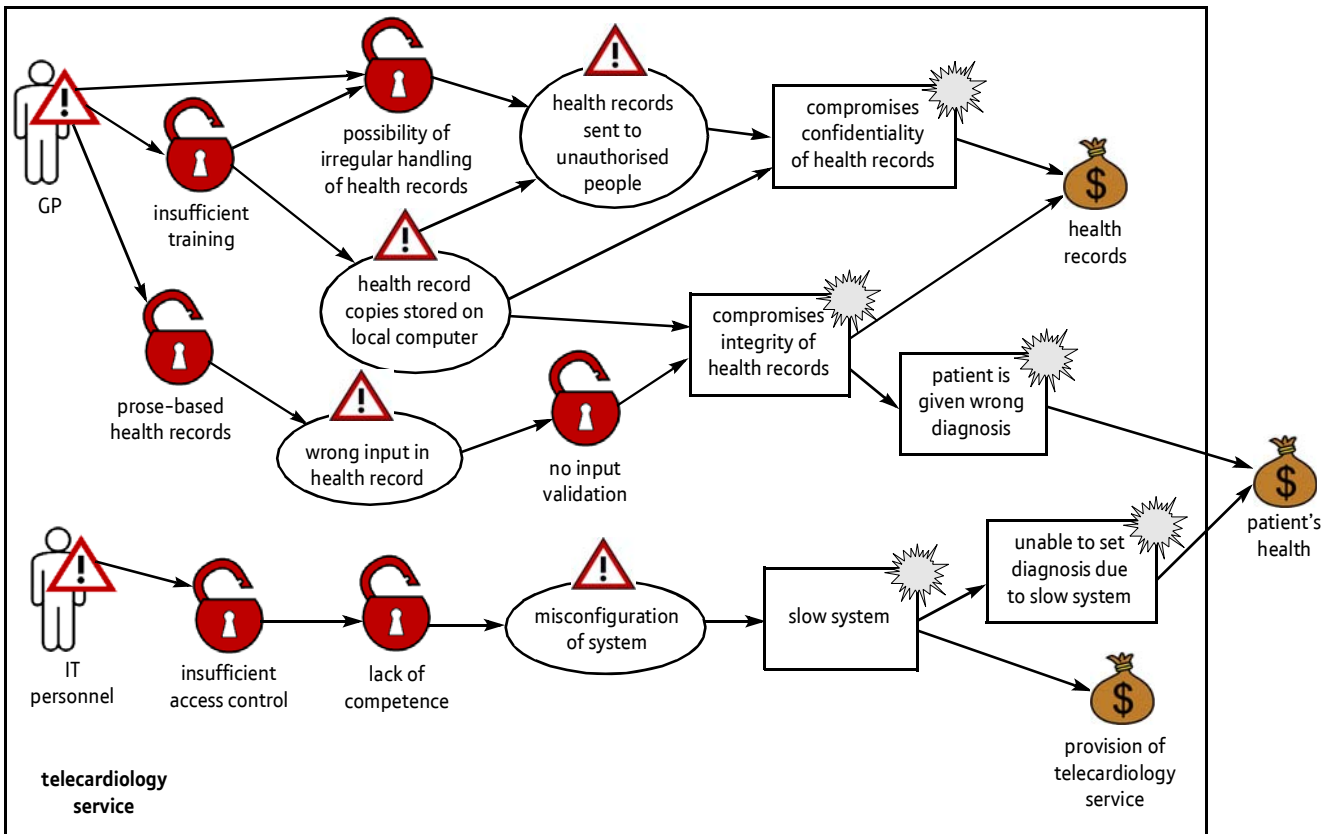 GP
insufficient
training
possibility of
irregular handling
of health records
health records
sent to
unauthorised
people
compromises
confidentiality
of health records
$
health
records
health record
copies stored on
local computer
compromises
integrity of
health records
prose-based
health records
wrong input in
health record
no input
validation
patient is
given wrong
diagnosis
$
patient's
health
IT
personnel
insufficient
access control
lack of
competence
misconfiguration
of system
slow system
unable to set
diagnosis due
to slow system
$
provision of
telecardiology
service
telecardiology
service
!
!
!
!
!
!